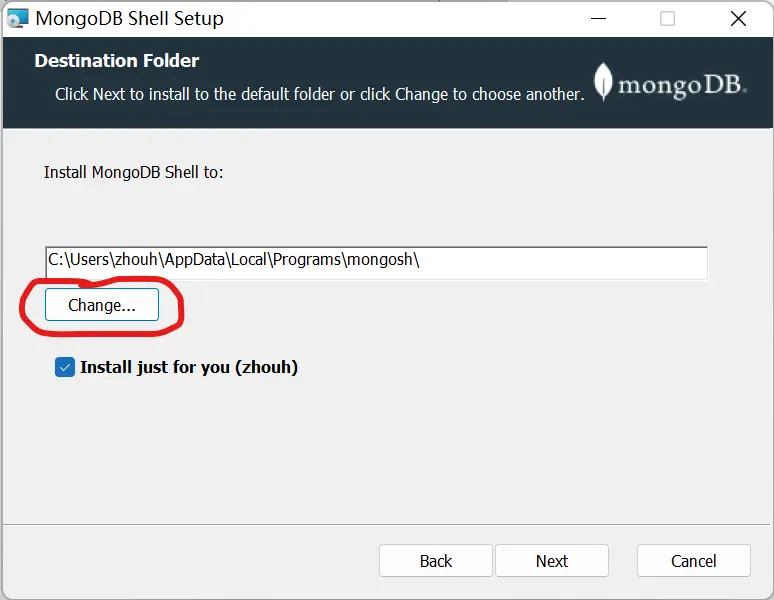 MongoDB Shell Setup
Destination Folder
Click Next to install to the default folder or click Change to choose another.
mongoDB.
Install MongoDB Shell to:
C:\Users\zhouh\AppData\Local\Programs\mongosh\
Change...
Install just for you (zhouh)
Back
Next
Cancel